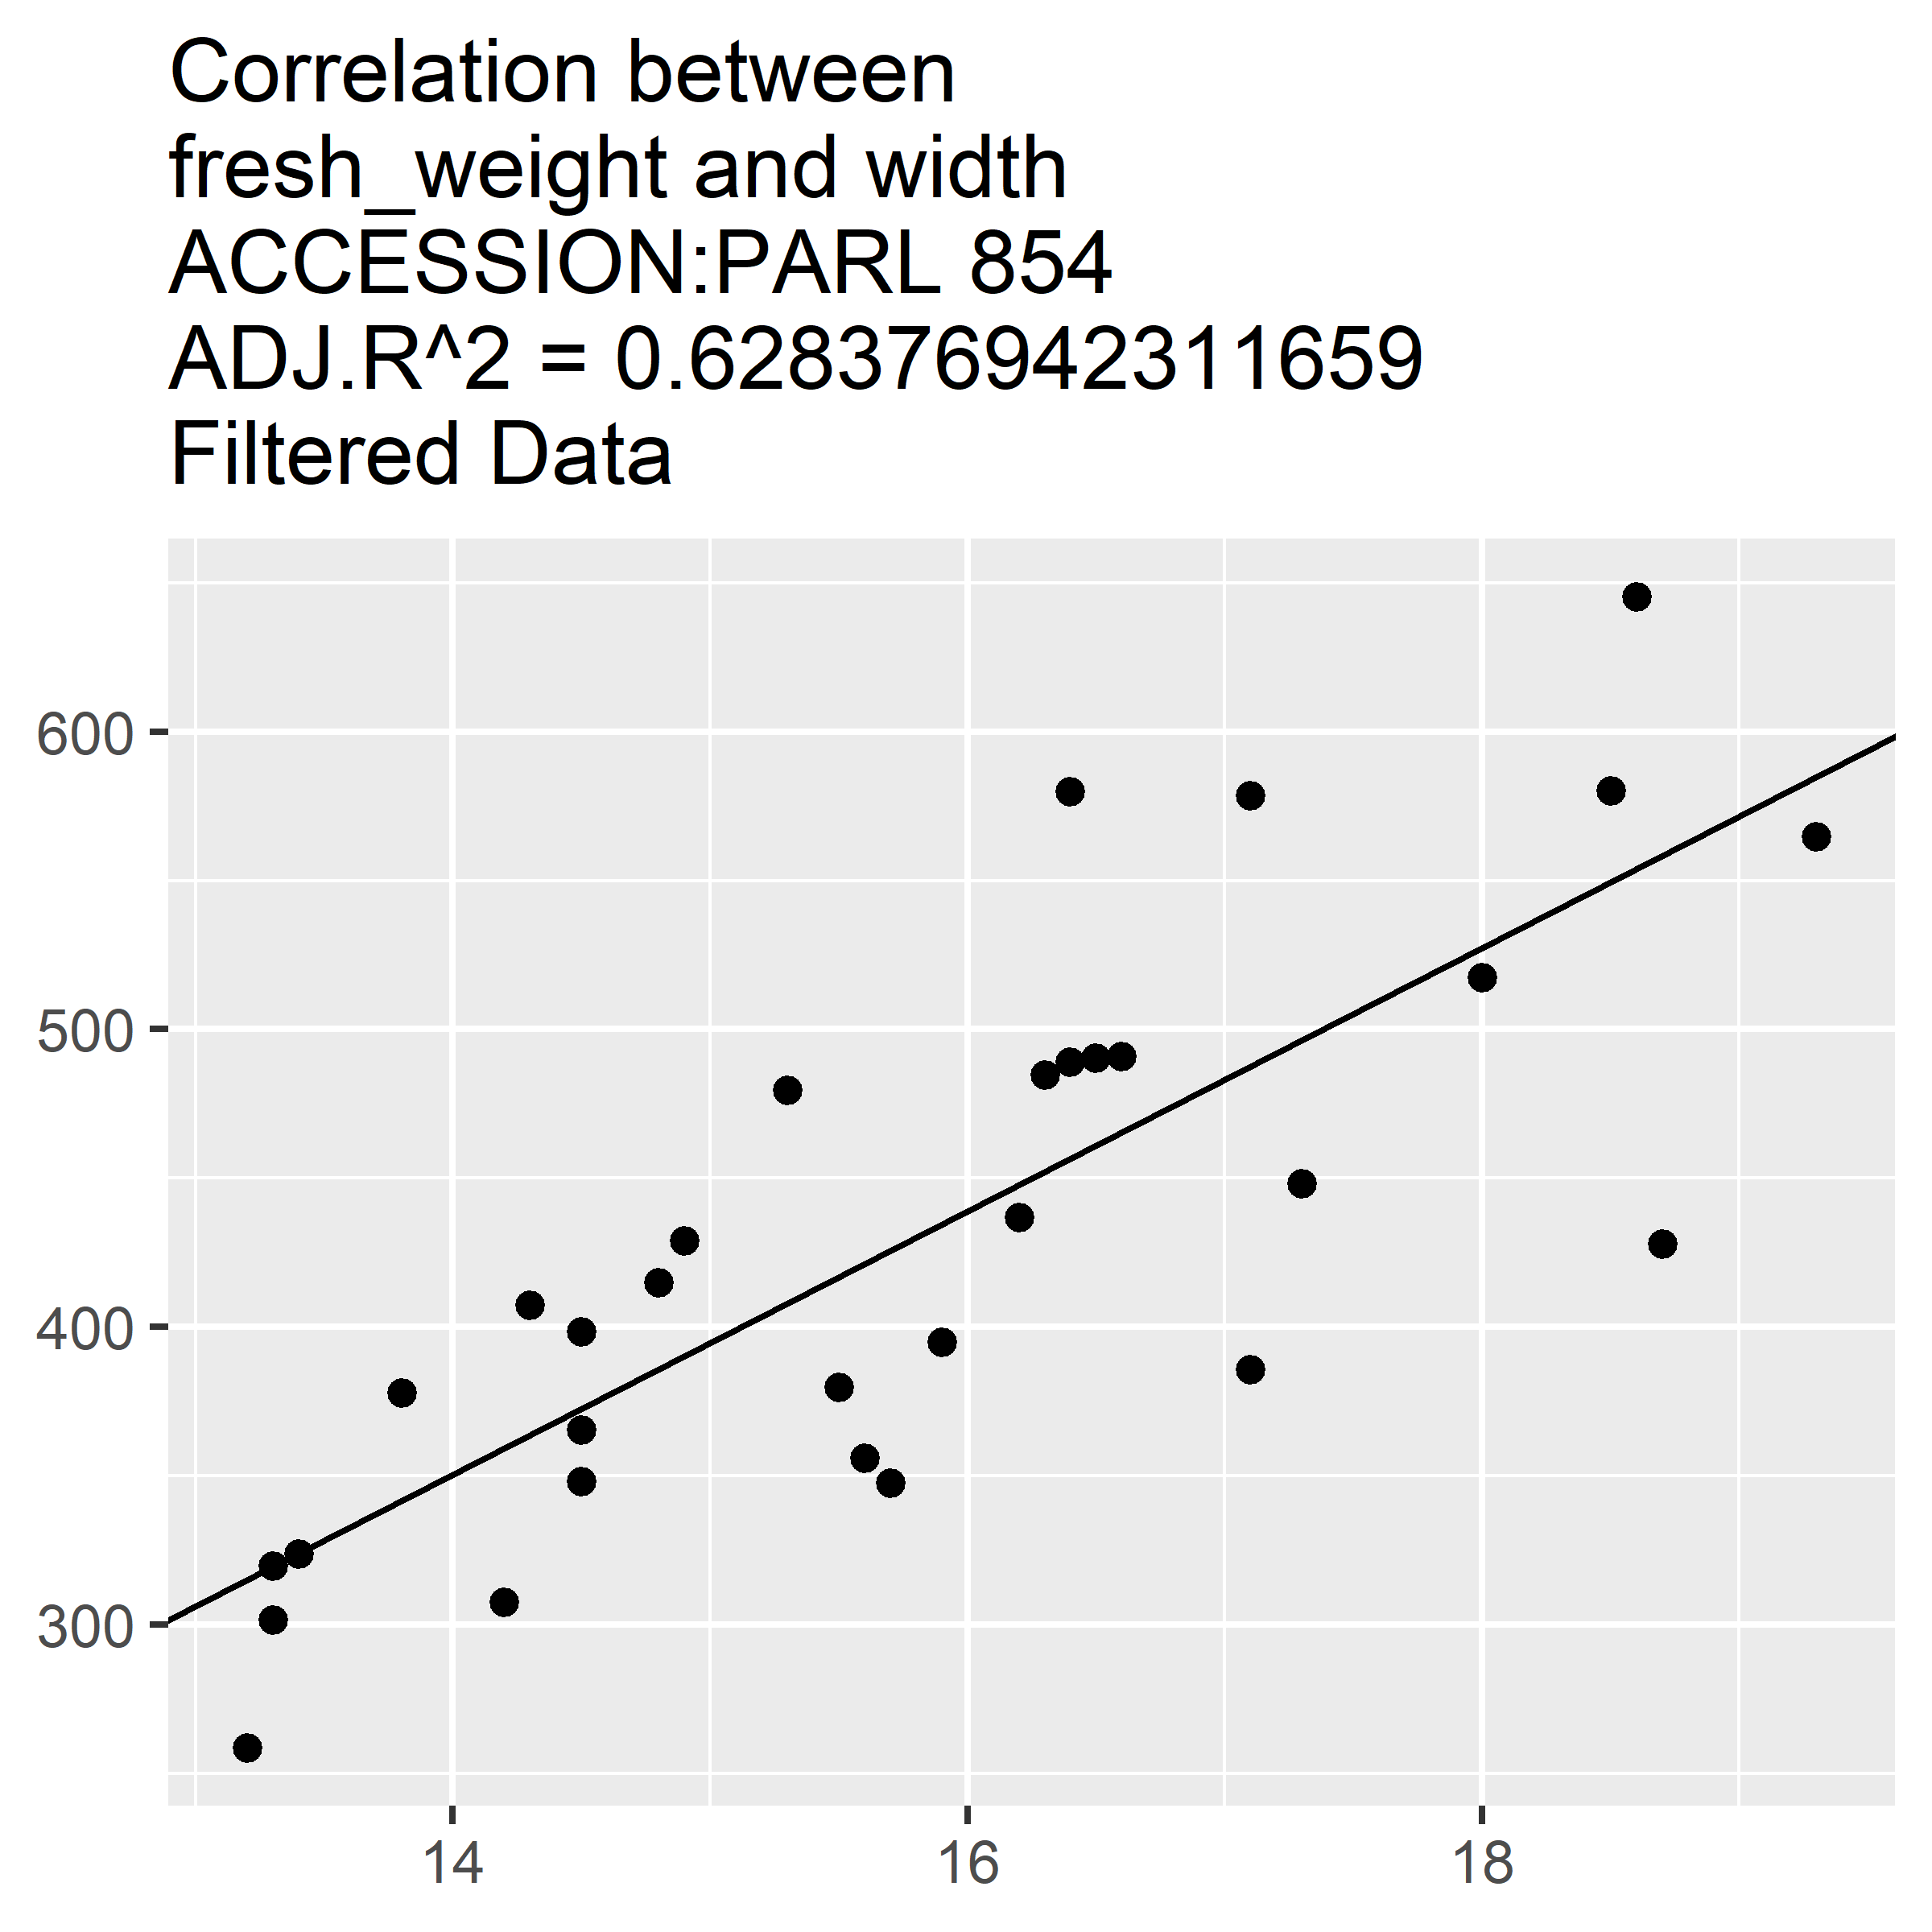 Correlation between
fresh_weight and width
ACCESSION:PARL 854
ADJ.R^2 = 0.628376942311659
Filtered Data
600
500
400
300
14 16 18